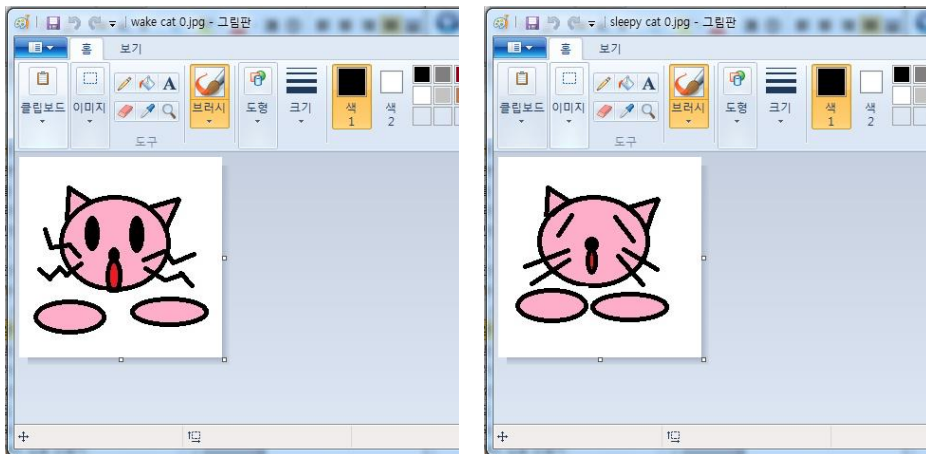 wake cat 0.jpg - 그림판
홈 보기
A
클립보드 이미지 브러시 도형 크기 색 1 색 2
도구
sleepy cat 0.jpg - 그림판
홈 보기
A
클립보드 이미지 브러시 도형 크기 색 1 색 2
도구